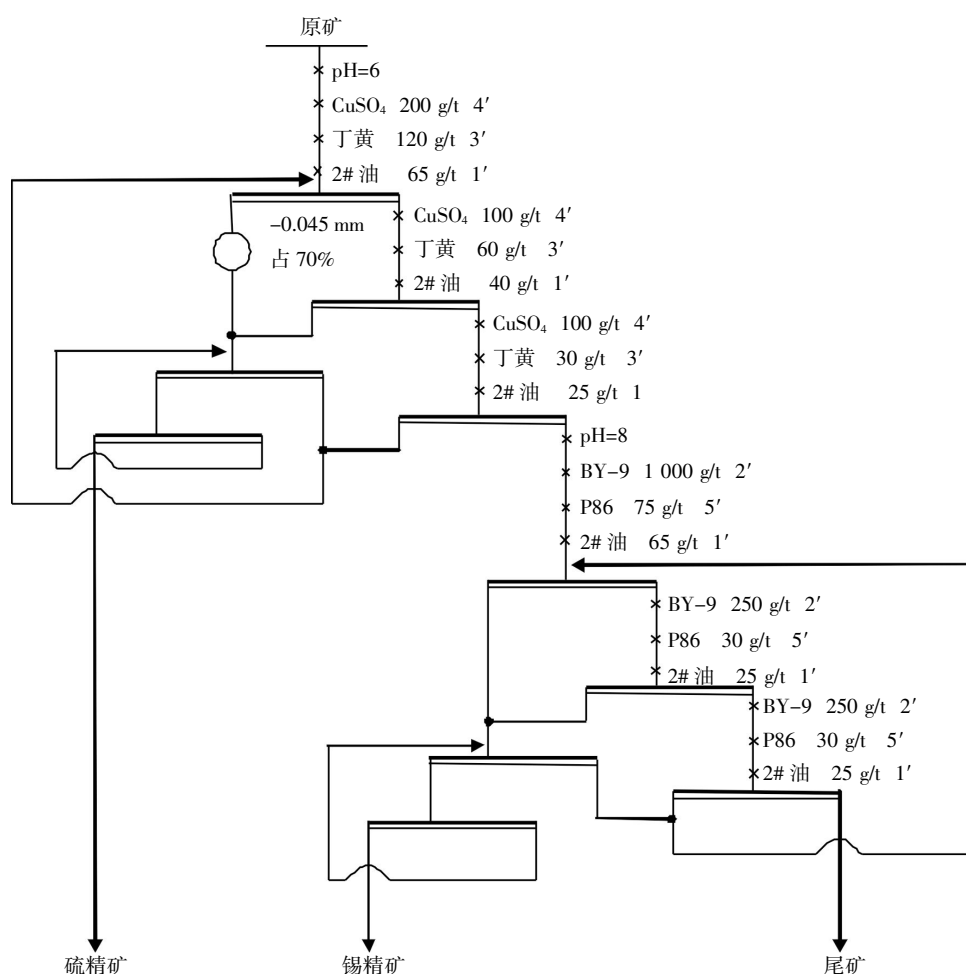 原矿
pH=6
CuSO₄ 200 g/t 4′
丁黄 120 g/t 3′
2#油 65 g/t 1′
-0.045 mm
占 70%
CuSO₄ 100 g/t 4′
丁黄 60 g/t 3′
2#油 40 g/t 1′
CuSO₄ 100 g/t 4′
丁黄 30 g/t 3′
2#油 25 g/t 1
pH=8
BY-9 1 000 g/t 2′
P86 75 g/t 5′
2#油 65 g/t 1′
BY-9 250 g/t 2′
P86 30 g/t 5′
2#油 25 g/t 1′
BY-9 250 g/t 2′
P86 30 g/t 5′
2#油 25 g/t 1′
硫精矿 锡精矿 尾矿